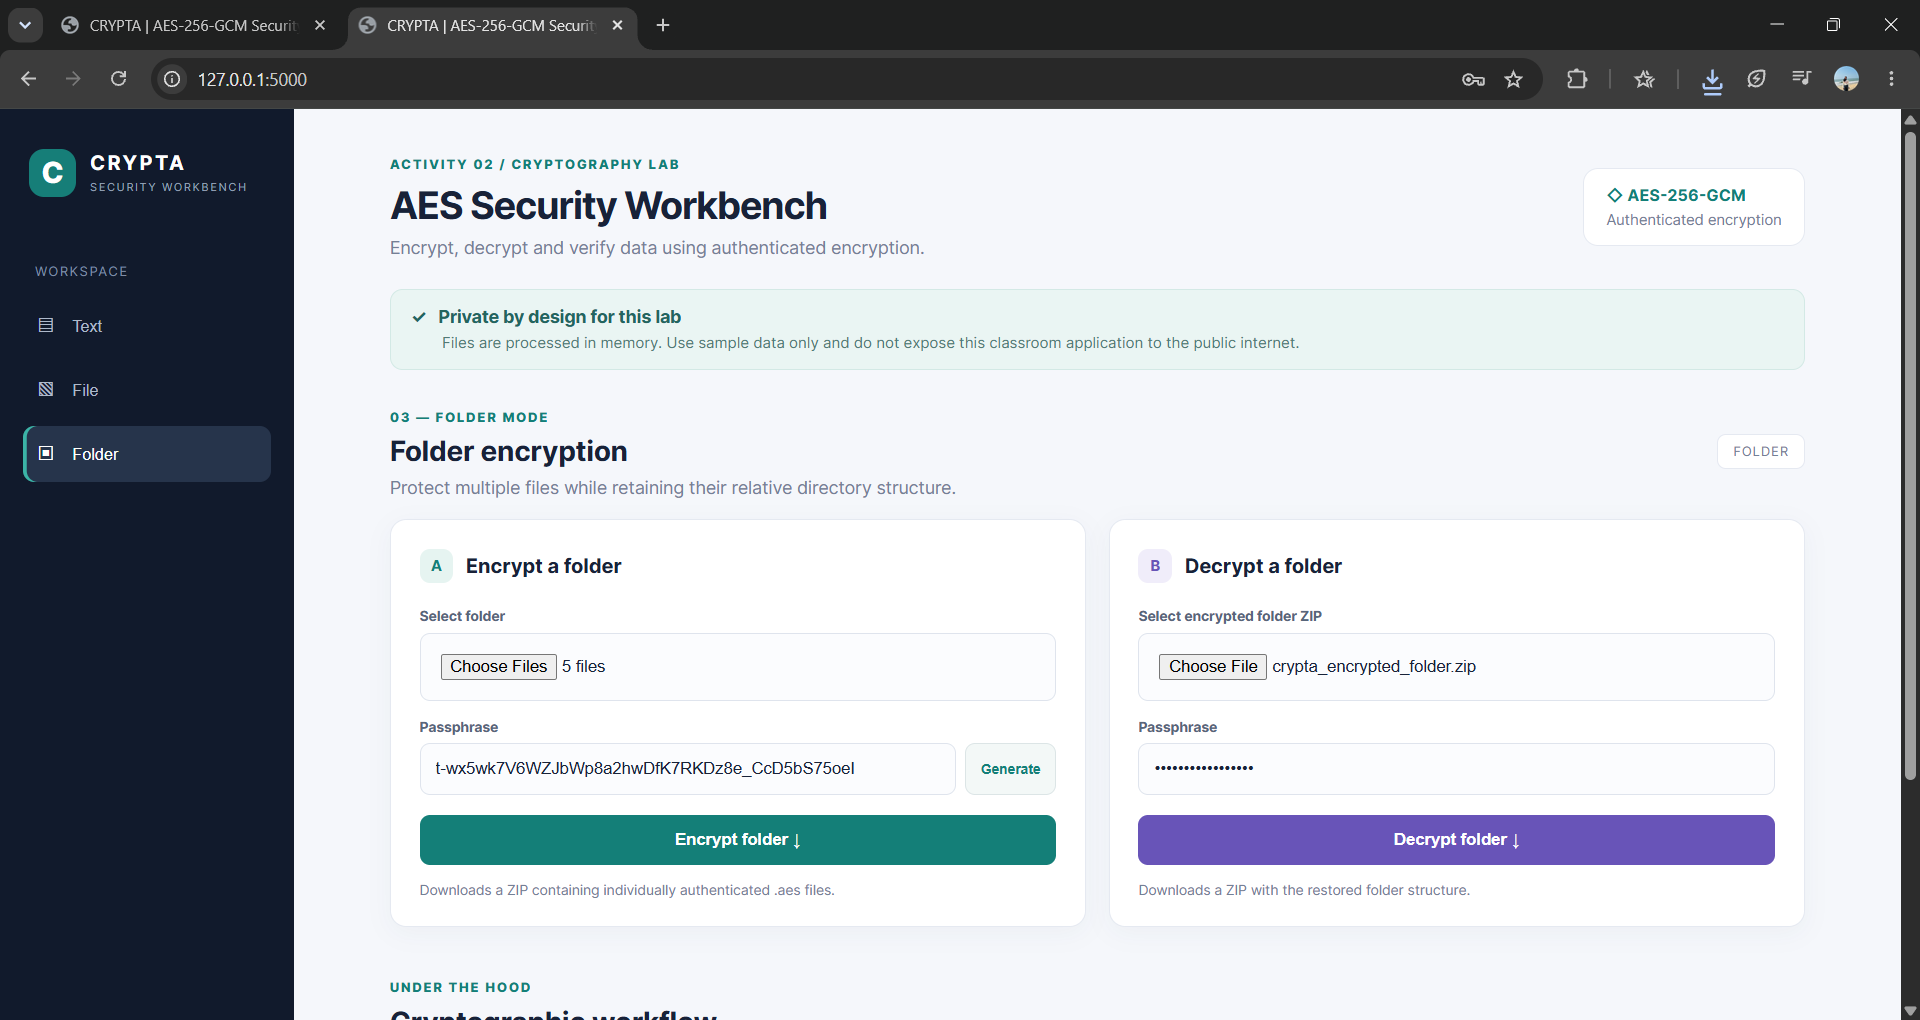 CRYPTA | AES-256-GCM Securit
CRYPTA | AES-256-GCM Securit
127.0.0.1:5000
C
CRYPTA
SECURITY WORKBENCH
WORKSPACE
Text
File
Folder
ACTIVITY 02 / CRYPTOGRAPHY LAB
AES Security Workbench
Encrypt, decrypt and verify data using authenticated encryption.
◇ AES-256-GCM
Authenticated encryption
✓ Private by design for this lab
Files are processed in memory. Use sample data only and do not expose this classroom application to the public internet.
03 — FOLDER MODE
Folder encryption
Protect multiple files while retaining their relative directory structure.
FOLDER
A Encrypt a folder
Select folder
Choose Files 5 files
Passphrase
t-wx5wk7V6WZJbWp8a2hwDfK7RKDz8e_CcD5bS75oeI
Generate
Encrypt folder ↓
Downloads a ZIP containing individually authenticated .aes files.
B Decrypt a folder
Select encrypted folder ZIP
Choose File crypta_encrypted_folder.zip
Passphrase
•••••••••••••••••
Decrypt folder ↓
Downloads a ZIP with the restored folder structure.
UNDER THE HOOD
Cryptographic workflow